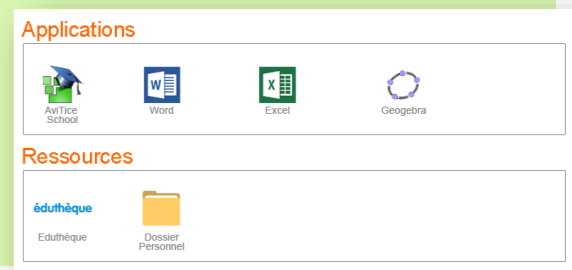 Applications
W X
AviTice School Word Excel Geogebra
Ressources
éduthèque
Eduthèque Dossier Personnel